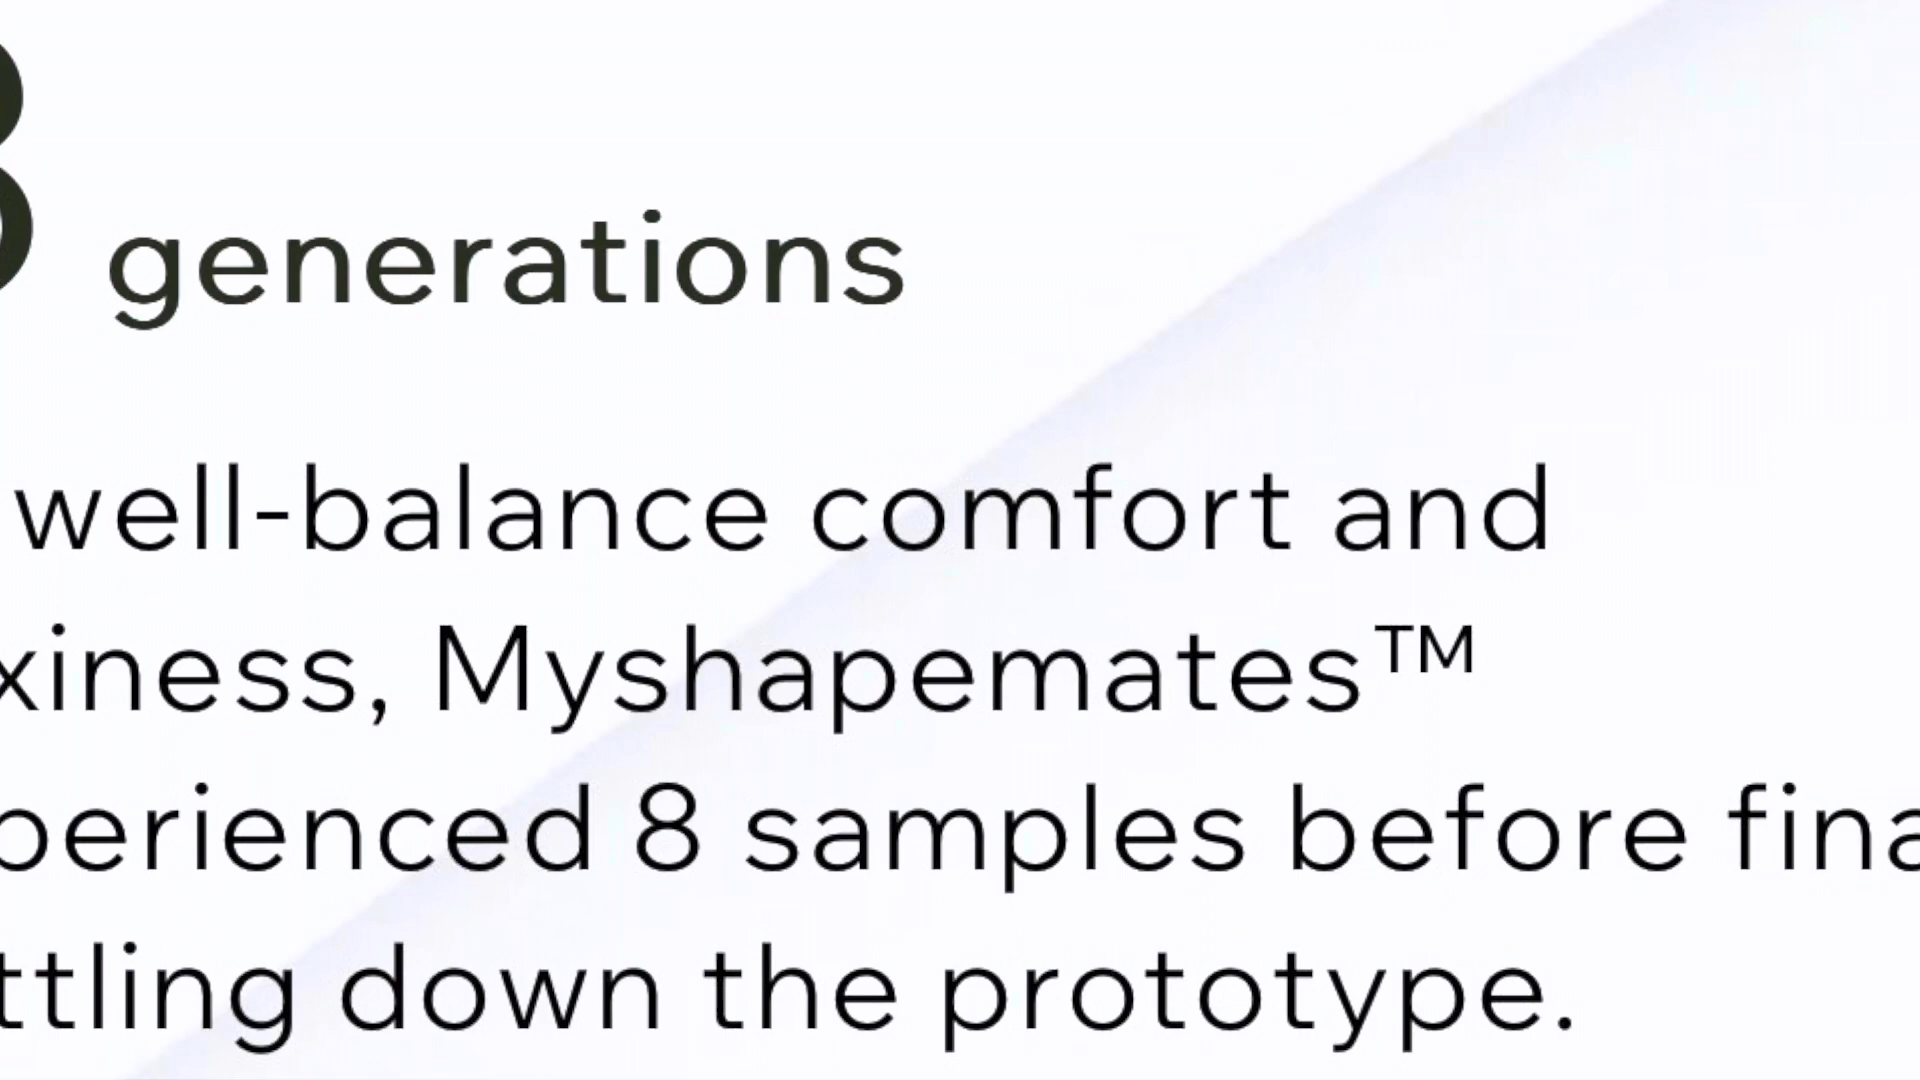 generations
well-balance comfort and
xiness, Myshapemates™
perienced 8 samples before fina
ttling down the prototype.